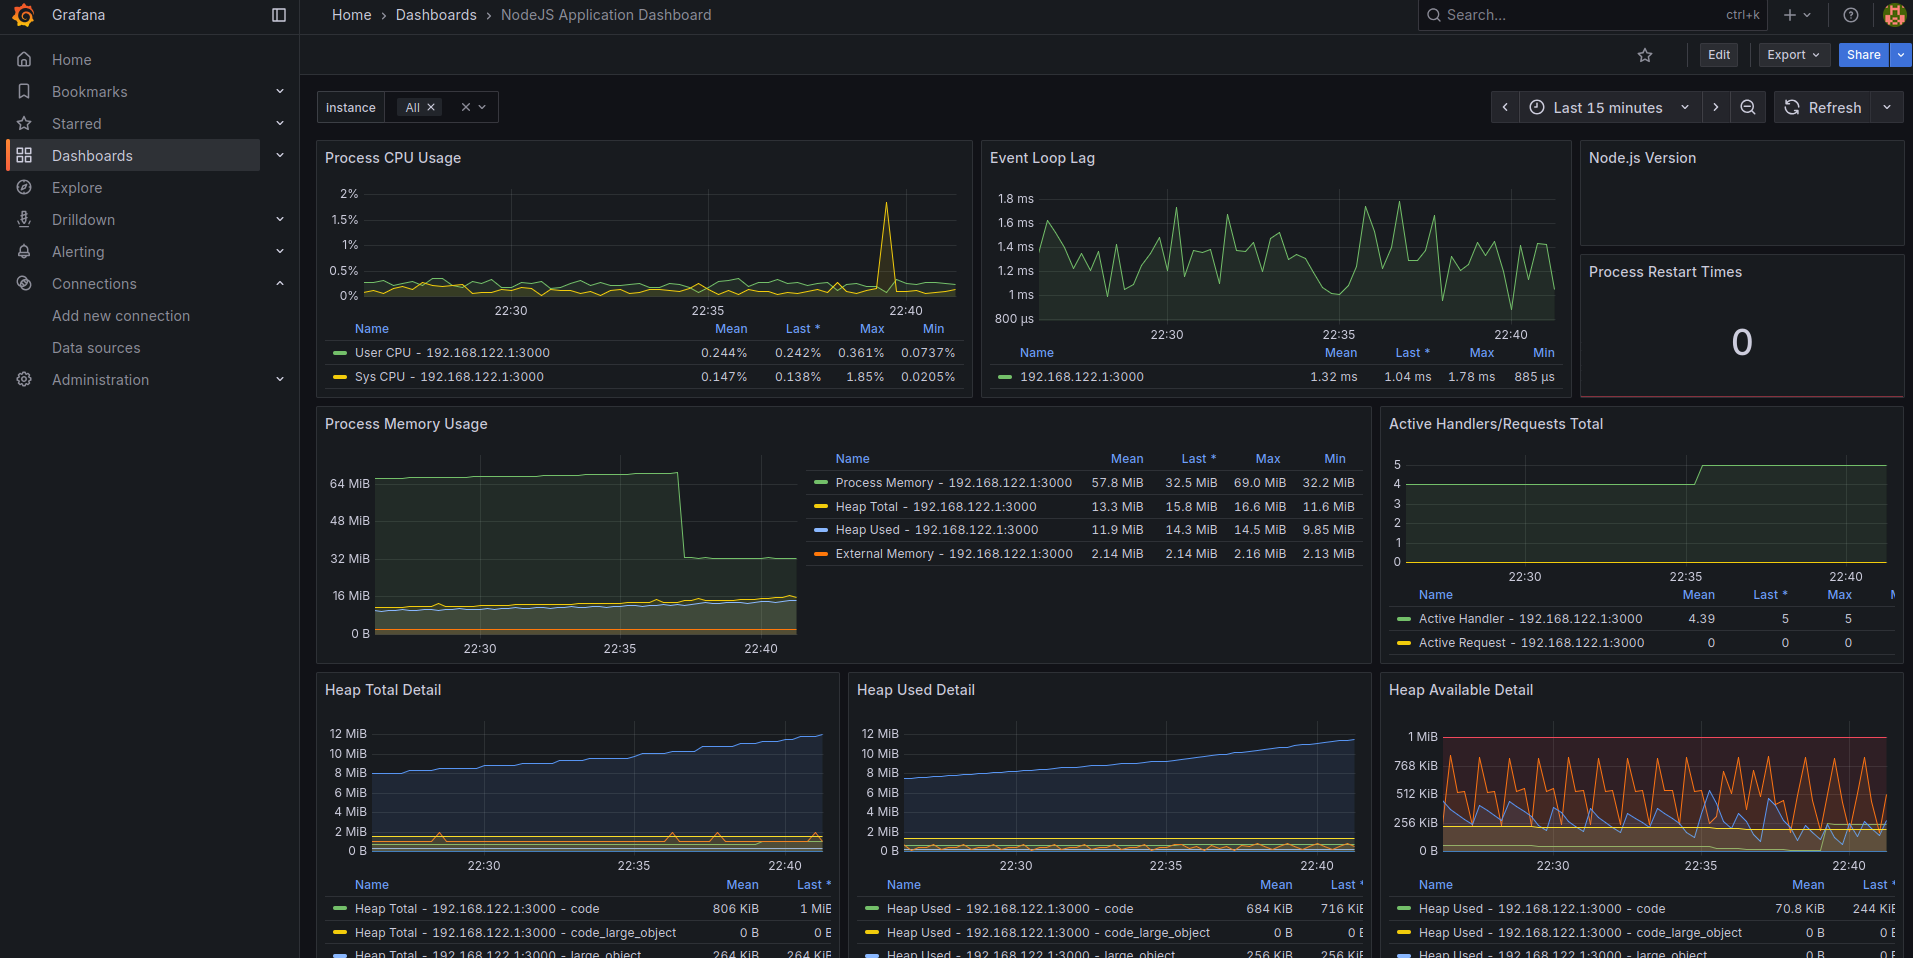 Grafana
Home › Dashboards › NodeJS Application Dashboard
Search... ctrl+k
Edit Export Share
Home
Bookmarks
Starred
Dashboards
Explore
Drilldown
Alerting
Connections
Add new connection
Data sources
Administration
instance All
Last 15 minutes Refresh
Process CPU Usage
2%
1.5%
1%
0.5%
0%
22:30 22:35 22:40
Name Mean Last * Max Min
User CPU - 192.168.122.1:3000 0.244% 0.242% 0.361% 0.0737%
Sys CPU - 192.168.122.1:3000 0.147% 0.138% 1.85% 0.0205%
Event Loop Lag
1.8 ms
1.6 ms
1.4 ms
1.2 ms
1 ms
800 µs
22:30 22:35 22:40
Name Mean Last * Max Min
192.168.122.1:3000 1.32 ms 1.04 ms 1.78 ms 885 µs
Node.js Version
Process Restart Times
0
Process Memory Usage
64 MiB
48 MiB
32 MiB
16 MiB
0 B
22:30 22:35 22:40
Name Mean Last * Max Min
Process Memory - 192.168.122.1:3000 57.8 MiB 32.5 MiB 69.0 MiB 32.2 MiB
Heap Total - 192.168.122.1:3000 13.3 MiB 15.8 MiB 16.6 MiB 11.6 MiB
Heap Used - 192.168.122.1:3000 11.9 MiB 14.3 MiB 14.5 MiB 9.85 MiB
External Memory - 192.168.122.1:3000 2.14 MiB 2.14 MiB 2.16 MiB 2.13 MiB
Active Handlers/Requests Total
5
4
3
2
1
0
22:30 22:35 22:40
Name Mean Last * Max
Active Handler - 192.168.122.1:3000 4.39 5 5
Active Request - 192.168.122.1:3000 0 0 0
Heap Total Detail
12 MiB
10 MiB
8 MiB
6 MiB
4 MiB
2 MiB
0 B
22:30 22:35 22:40
Name Mean Last *
Heap Total - 192.168.122.1:3000 - code 806 KiB 1 MiB
Heap Total - 192.168.122.1:3000 - code_large_object 0 B 0 B
Heap Total - 192.168.122.1:3000 - large_object 264 KiB 264 KiB
Heap Used Detail
12 MiB
10 MiB
8 MiB
6 MiB
4 MiB
2 MiB
0 B
22:30 22:35 22:40
Name Mean Last *
Heap Used - 192.168.122.1:3000 - code 684 KiB 716 KiB
Heap Used - 192.168.122.1:3000 - code_large_object 0 B 0 B
Heap Used - 192.168.122.1:3000 - large_object 256 KiB 256 KiB
Heap Available Detail
1 MiB
768 KiB
512 KiB
256 KiB
0 B
22:30 22:35 22:40
Name Mean Last *
Heap Used - 192.168.122.1:3000 - code 70.8 KiB 244 KiB
Heap Used - 192.168.122.1:3000 - code_large_object 0 B 0 B
Heap Used - 192.168.122.1:3000 - large_object 0 B 0 B